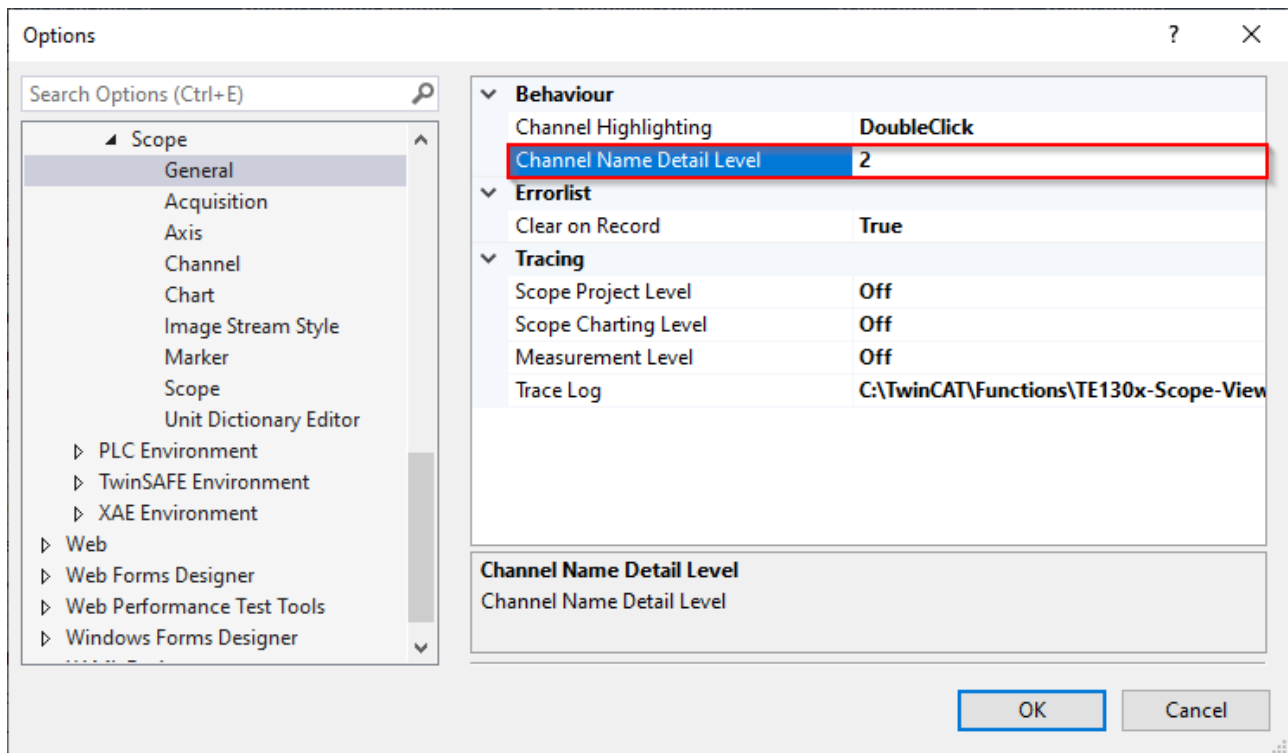 Options
?
Search Options (Ctrl+E)
Scope
General
Acquisition
Axis
Channel
Chart
Image Stream Style
Marker
Scope
Unit Dictionary Editor
PLC Environment
TwinSAFE Environment
XAE Environment
Web
Web Forms Designer
Web Performance Test Tools
Windows Forms Designer
Behaviour
Channel Highlighting DoubleClick
Channel Name Detail Level 2
Errorlist
Clear on Record True
Tracing
Scope Project Level Off
Scope Charting Level Off
Measurement Level Off
Trace Log C:\TwinCAT\Functions\TE130x-Scope-View
Channel Name Detail Level
Channel Name Detail Level
OK Cancel